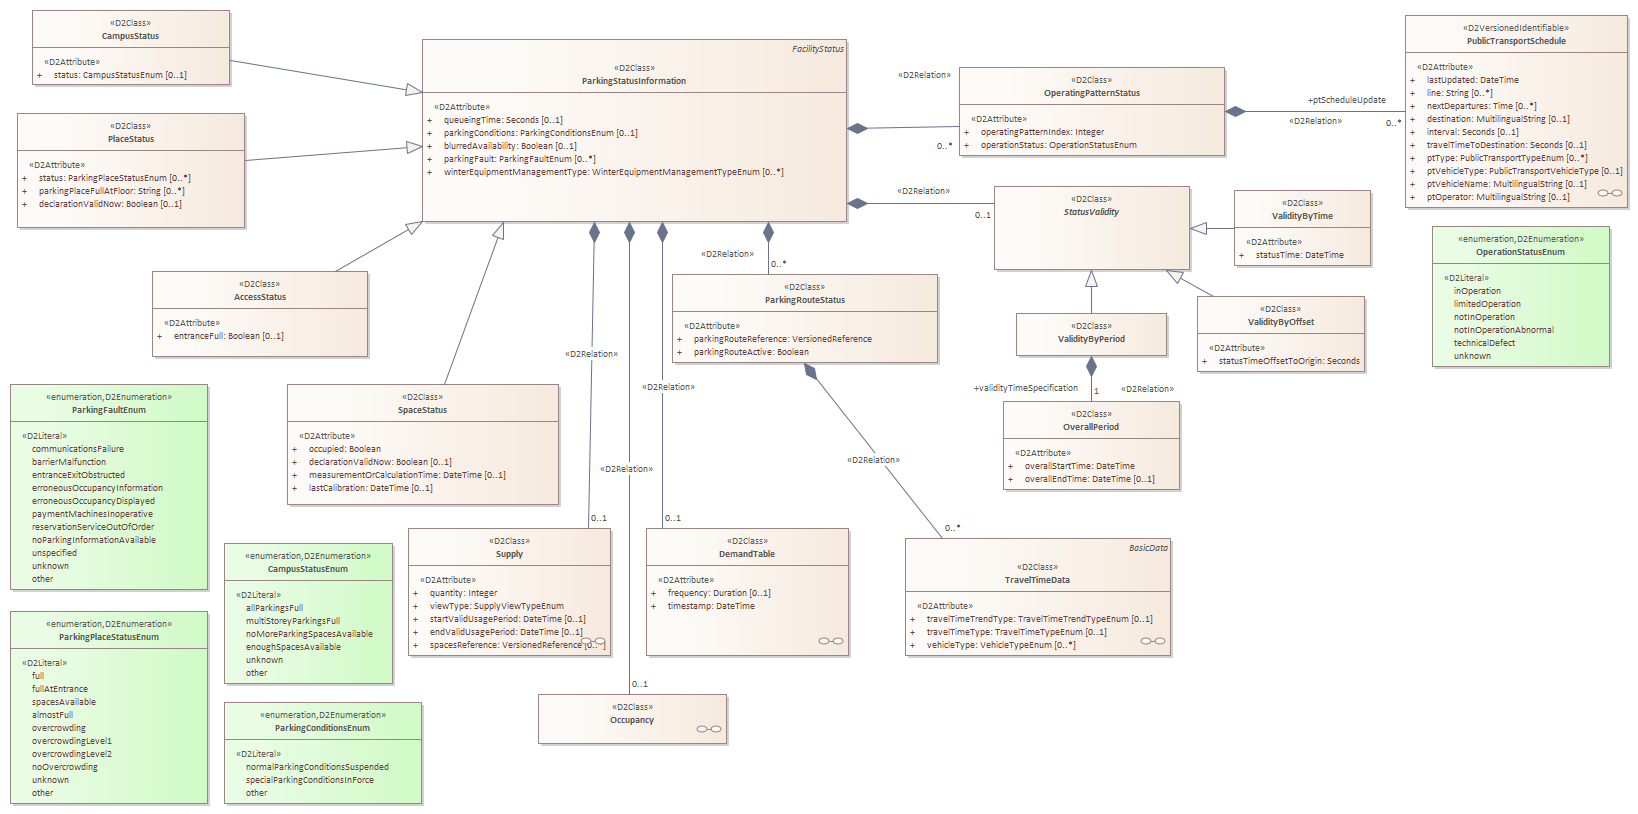 «D2Class»
CampusStatus
«D2Attribute»
+ status: CampusStatusEnum [0..1]
«D2Class»
PlaceStatus
«D2Attribute»
+ status: ParkingPlaceStatusEnum [0..*]
+ parkingPlaceFullAtFloor: String [0..*]
+ declarationValidNow: Boolean [0..1]
«D2Class»
AccessStatus
«D2Attribute»
+ entranceFull: Boolean [0..1]
FacilityStatus
«D2Class»
ParkingStatusInformation
«D2Attribute»
+ queueingTime: Seconds [0..1]
+ parkingConditions: ParkingConditionsEnum [0..1]
+ blurredAvailability: Boolean [0..1]
+ parkingFault: ParkingFaultEnum [0..*]
+ winterEquipmentManagementType: WinterEquipmentManagementTypeEnum [0..*]
«D2Relation»
0..*
«D2Class»
OperatingPatternStatus
«D2Attribute»
+ operatingPatternIndex: Integer
+ operationStatus: OperationStatusEnum
+ptScheduleUpdate
«D2Relation»
0..*
D2VersionedIdentifiable»
PublicTransportSchedule
«D2Attribute»
+ lastUpdated: DateTime
+ line: String [0..*]
+ nextDepartures: Time [0..*]
+ destination: MultilingualString [0..1]
+ interval: Seconds [0..1]
+ travelTimeToDestination: Seconds [0..1]
+ ptType: PublicTransportTypeEnum [0..*]
+ ptVehicleType: PublicTransportVehicleType [0..1]
+ ptVehicleName: MultilingualString [0..1]
+ ptOperator: MultilingualString [0..1]
«D2Relation»
0..1
«D2Class»
StatusValidity
«D2Class»
ValidityByTime
«D2Attribute»
+ statusTime: DateTime
«D2Class»
ValidityByOffset
«D2Attribute»
+ statusTimeOffsetToOrigin: Seconds
«D2Class»
ValidityByPeriod
+validityTimeSpecification
1
«D2Relation»
«D2Class»
OverallPeriod
«D2Attribute»
+ overallStartTime: DateTime
+ overallEndTime: DateTime [0..1]
«enumeration,D2Enumeration»
OperationStatusEnum
«D2Literal»
inOperation
limitedOperation
notInOperation
notInOperationAbnormal
technicalDefect
unknown
«D2Relation»
0..*
«D2Class»
ParkingRouteStatus
«D2Attribute»
+ parkingRouteReference: VersionedReference
+ parkingRouteActive: Boolean
«D2Relation»
0..*
BasicData
«D2Class»
TravelTimeData
«D2Attribute»
+ travelTimeTrendType: TravelTimeTrendTypeEnum [0..1]
+ travelTimeType: TravelTimeTypeEnum [0..1]
+ vehicleType: VehicleTypeEnum [0..*]
«D2Class»
SpaceStatus
«D2Attribute»
+ occupied: Boolean
+ declarationValidNow: Boolean [0..1]
+ measurementOrCalculationTime: DateTime [0..1]
+ lastCalibration: DateTime [0..1]
«D2Relation»
0..1
«D2Class»
Supply
«D2Attribute»
+ quantity: Integer
+ viewType: SupplyViewTypeEnum
+ startValidUsagePeriod: DateTime [0..1]
+ endValidUsagePeriod: DateTime [0..1]
+ spacesReference: VersionedReference [0..*]
«D2Relation»
0..1
«D2Class»
DemandTable
«D2Attribute»
+ frequency: Duration [0..1]
+ timestamp: DateTime
«D2Relation»
0..1
«D2Class»
Occupancy
«enumeration,D2Enumeration»
ParkingFaultEnum
«D2Literal»
communicationsFailure
barrierMalfunction
entranceExitObstructed
erroneousOccupancyInformation
erroneousOccupancyDisplayed
paymentMachinesInoperative
reservationServiceOutOfOrder
noParkingInformationAvailable
unspecified
unknown
other
«enumeration,D2Enumeration»
ParkingPlaceStatusEnum
«D2Literal»
full
fullAtEntrance
spacesAvailable
almostFull
overcrowding
overcrowdingLevel1
overcrowdingLevel2
noOvercrowding
unknown
other
«enumeration,D2Enumeration»
CampusStatusEnum
«D2Literal»
allParkingsFull
multiStoreyParkingsFull
noMoreParkingSpacesAvailable
enoughSpacesAvailable
unknown
other
«enumeration,D2Enumeration»
ParkingConditionsEnum
«D2Literal»
normalParkingConditionsSuspended
specialParkingConditionsInForce
other